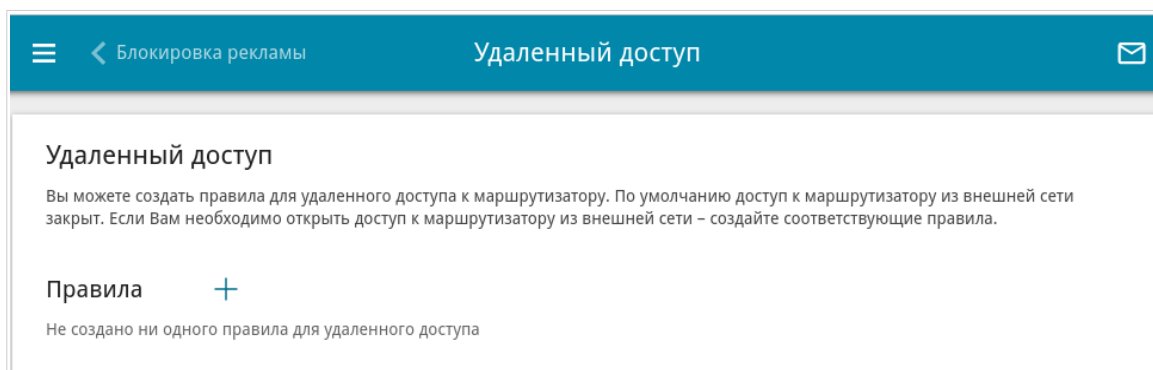 Блокировка рекламы
Удаленный доступ
Удаленный доступ
Вы можете создать правила для удаленного доступа к маршрутизатору. По умолчанию доступ к маршрутизатору из внешней сети
закрыт. Если Вам необходимо открыть доступ к маршрутизатору из внешней сети – создайте соответствующие правила.
Правила
Не создано ни одного правила для удаленного доступа